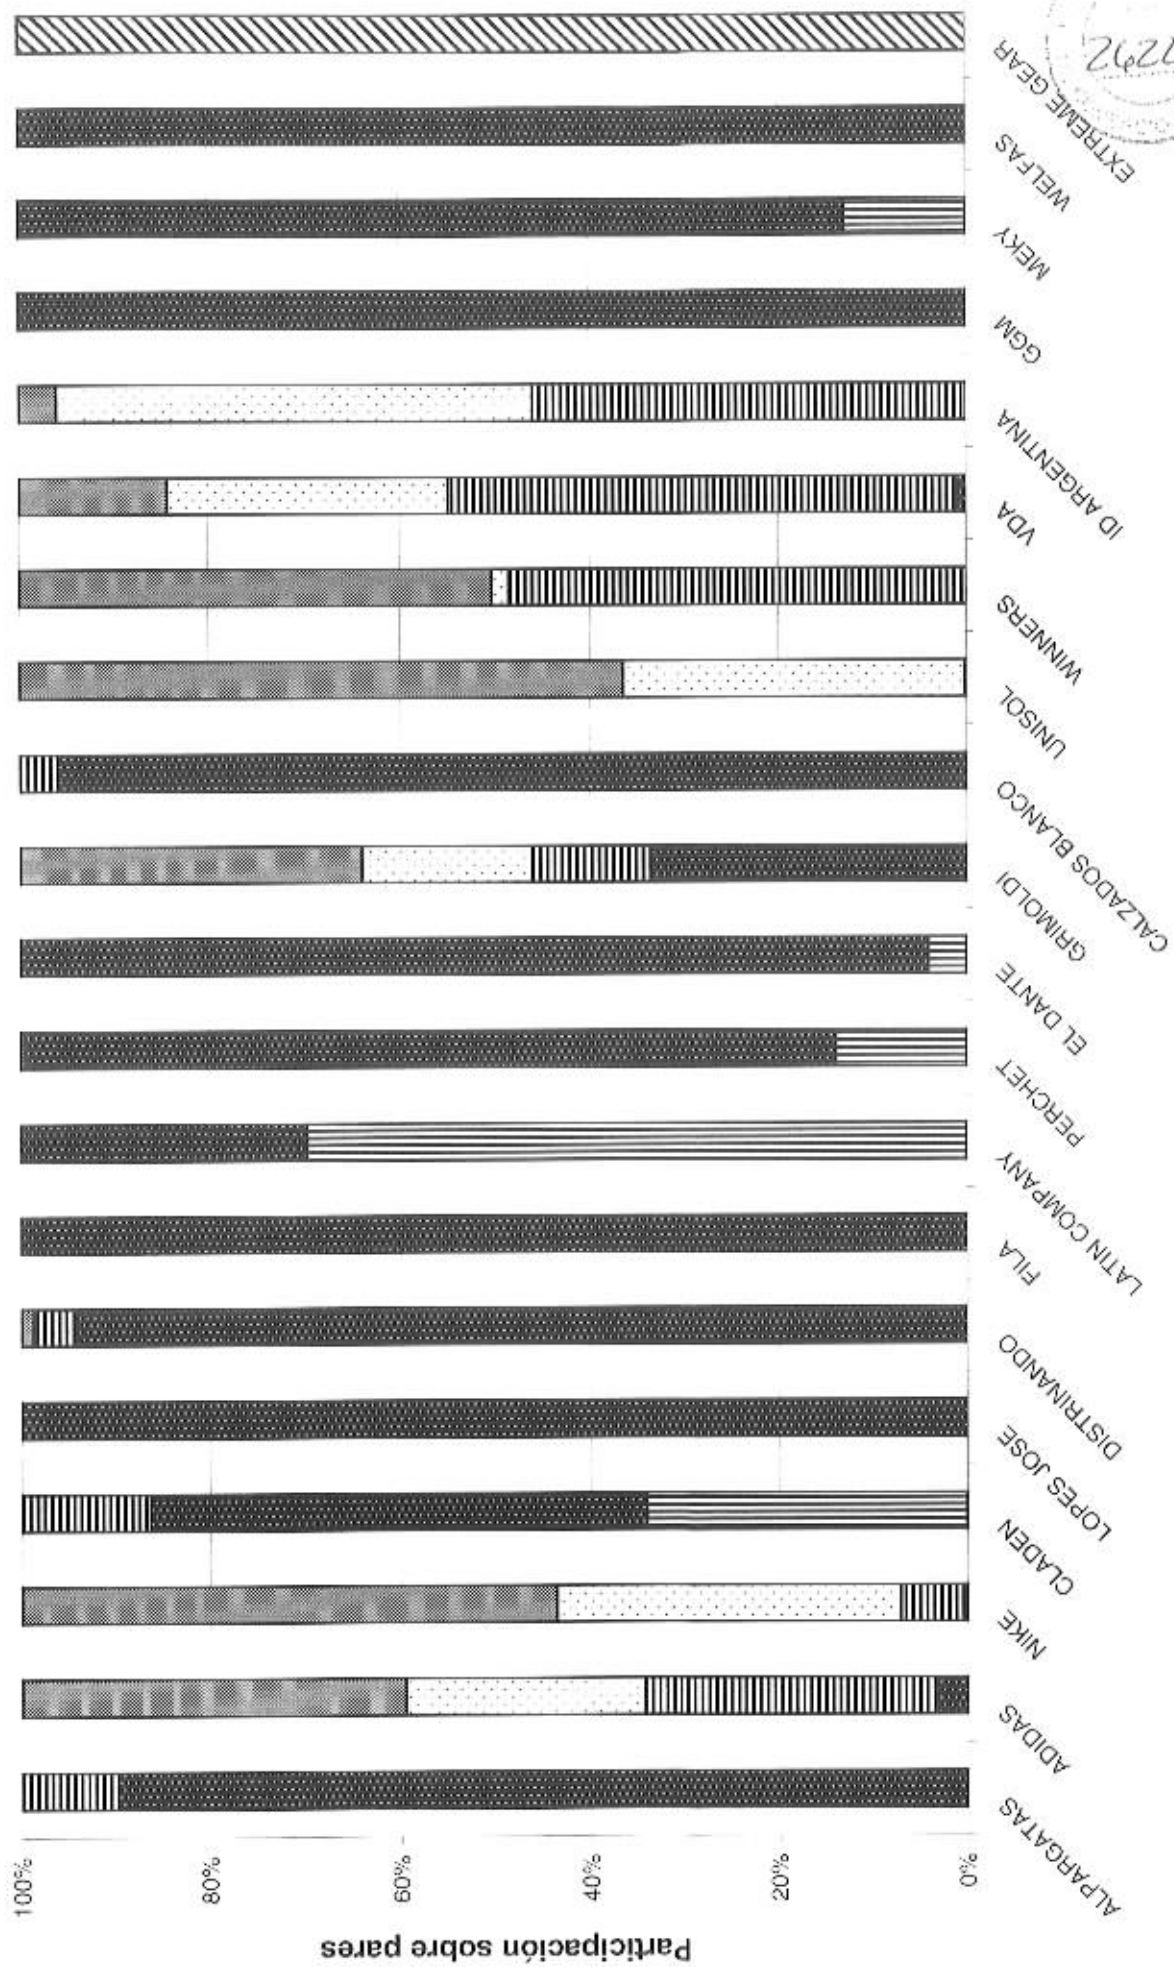 Participación sobre pares
100%
80%
60%
40%
20%
0%
ALPARGATAS
ADIDAS
NIKE
CLADEN
LOPES JOSE
DISTRINANDO
FILA
LATIN COMPANY
PERCHET
EL DANTE
GRIMOLDI
CALZADOS BLANCO
UNISOL
WINNERS
VDA
ID ARGENTINA
GGM
MEKY
WELFAS
EXTREME GEAR